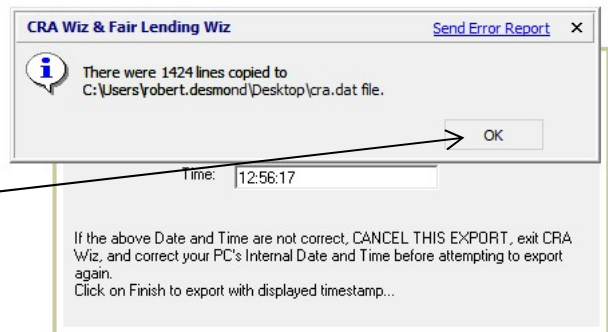 CRA Wiz & Fair Lending Wiz Send Error Report X
There were 1424 lines copied to
C:\Users\robert.desmond\Desktop\cra.dat file.
OK
Time: 12:56:17
If the above Date and Time are not correct, CANCEL THIS EXPORT, exit CRA
Wiz, and correct your PC's Internal Date and Time before attempting to export
again.
Click on Finish to export with displayed timestamp...